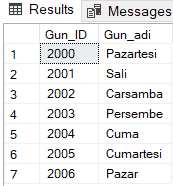 Results Messages
Gun_ID Gun_adi
1 2000 Pazartesi
2 2001 Sali
3 2002 Carsamba
4 2003 Persembe
5 2004 Cuma
6 2005 Cumartesi
7 2006 Pazar